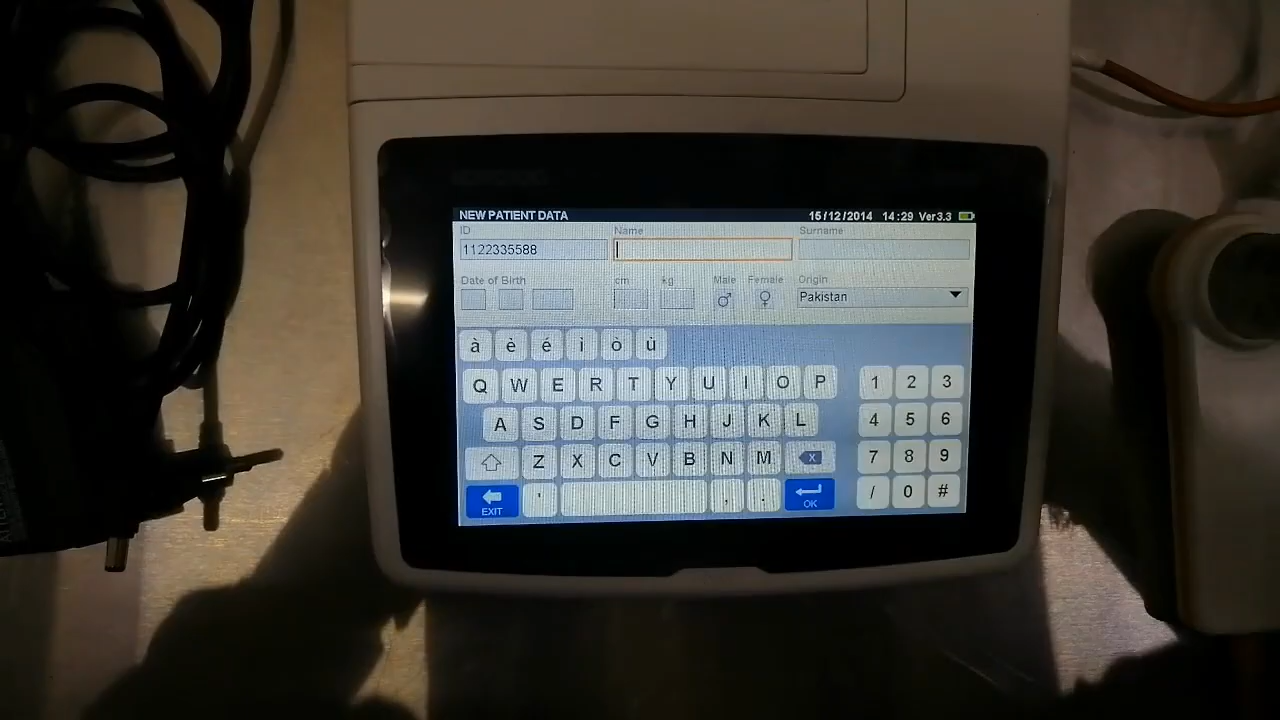 NEW PATIENT DATA 15/12/2014 14:29 Ver3.3
ID Name Surname
1122335588
Date of Birth cm kg Male Female Origin
Pakistan
à è é ì ò ü
Q W E R T Y U I O P 1 2 3
A S D F G H J K L 4 5 6
Z X C V B N M 7 8 9
EXIT ' , . OK / 0 #